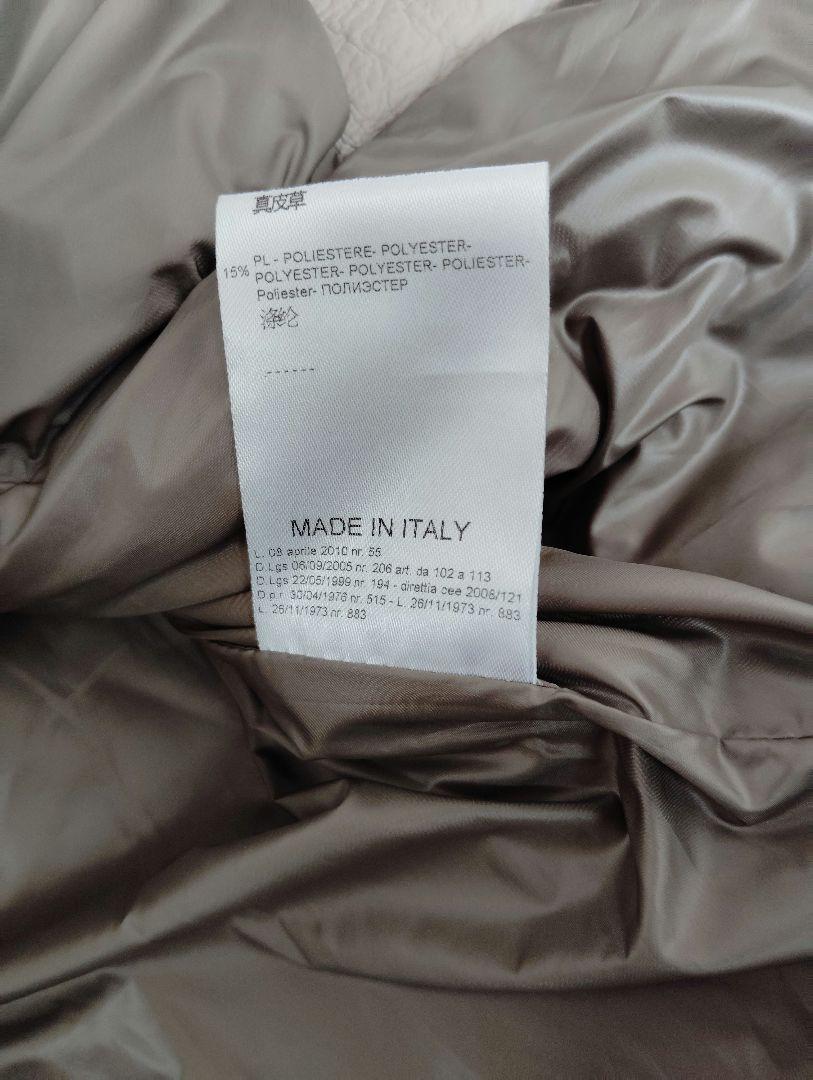 真皮草
15% PL - POLIESTERE- POLYESTER-
POLYESTER- POLYESTER- POLIESTER-
Poliester- ПОЛИЭСТЕР
涤纶
------
MADE IN ITALY
L. 08 aprile 2010 nr. 55
D.Lgs 06/09/2005 nr. 206 art. da 102 a 113
D.Lgs 22/05/1999 nr. 194 - direttia cee 2008/121
D.p.r. 30/04/1976 nr. 515 - L. 26/11/1973 nr. 883
L. 26/11/1973 nr. 883